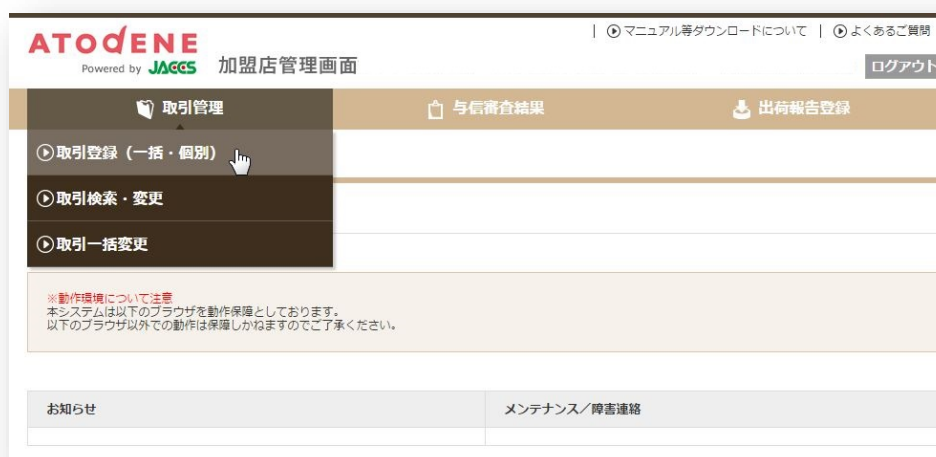 マニュアル等ダウンロードについて
よくあるご質問
ATODENE
Powered by JACCS
加盟店管理画面
ログアウト
取引管理
与信審査結果
出荷報告登録
取引登録（一括・個別）
取引検索・変更
取引一括変更
※動作環境について注意
本システムは以下のブラウザを動作保障としております。
以下のブラウザ以外での動作は保障しかねますのでご了承ください。
お知らせ
メンテナンス／障害連絡